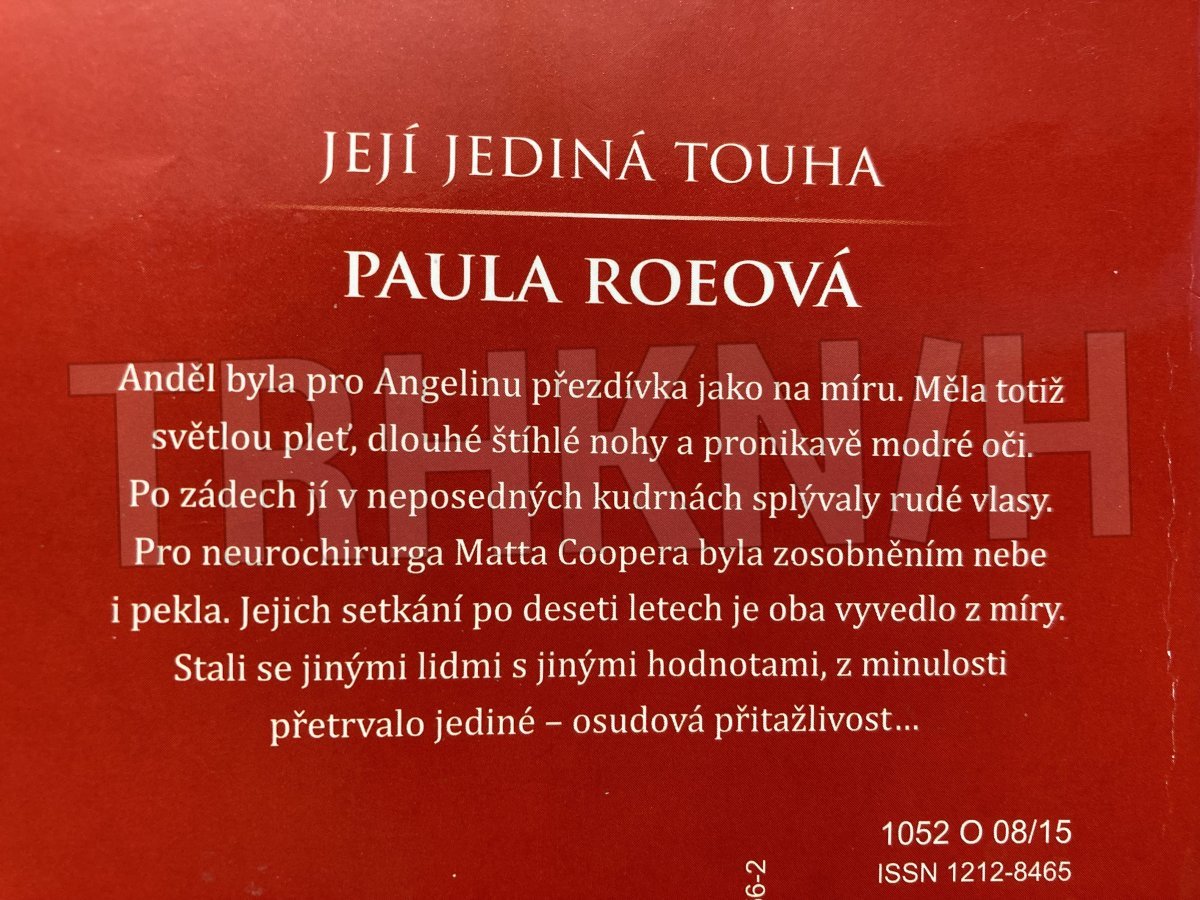 JEJÍ JEDINÁ TOUHA
PAULA ROEOVÁ
TRHKNIH
Anděl byla pro Angelinu přezdívka jako na míru. Měla totiž
světlou pleť, dlouhé štíhlé nohy a pronikavě modré oči.
Po zádech jí v neposedných kudrnách splývaly rudé vlasy.
Pro neurochirurga Matta Coopera byla zosobněním nebe
i pekla. Jejich setkání po deseti letech je oba vyvedlo z míry.
Stali se jinými lidmi s jinými hodnotami, z minulosti
přetrvalo jediné – osudová přitažlivost...
1052 O 08/15
ISSN 1212-8465
6-2